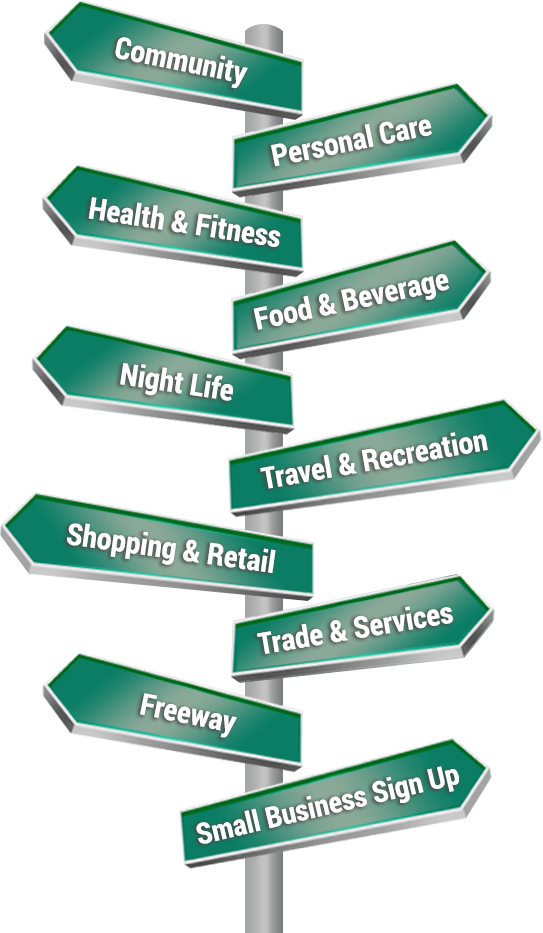 Community
Personal Care
Health & Fitness
Food & Beverage
Night Life
Travel & Recreation
Shopping & Retail
Trade & Services
Freeway
Small Business Sign Up